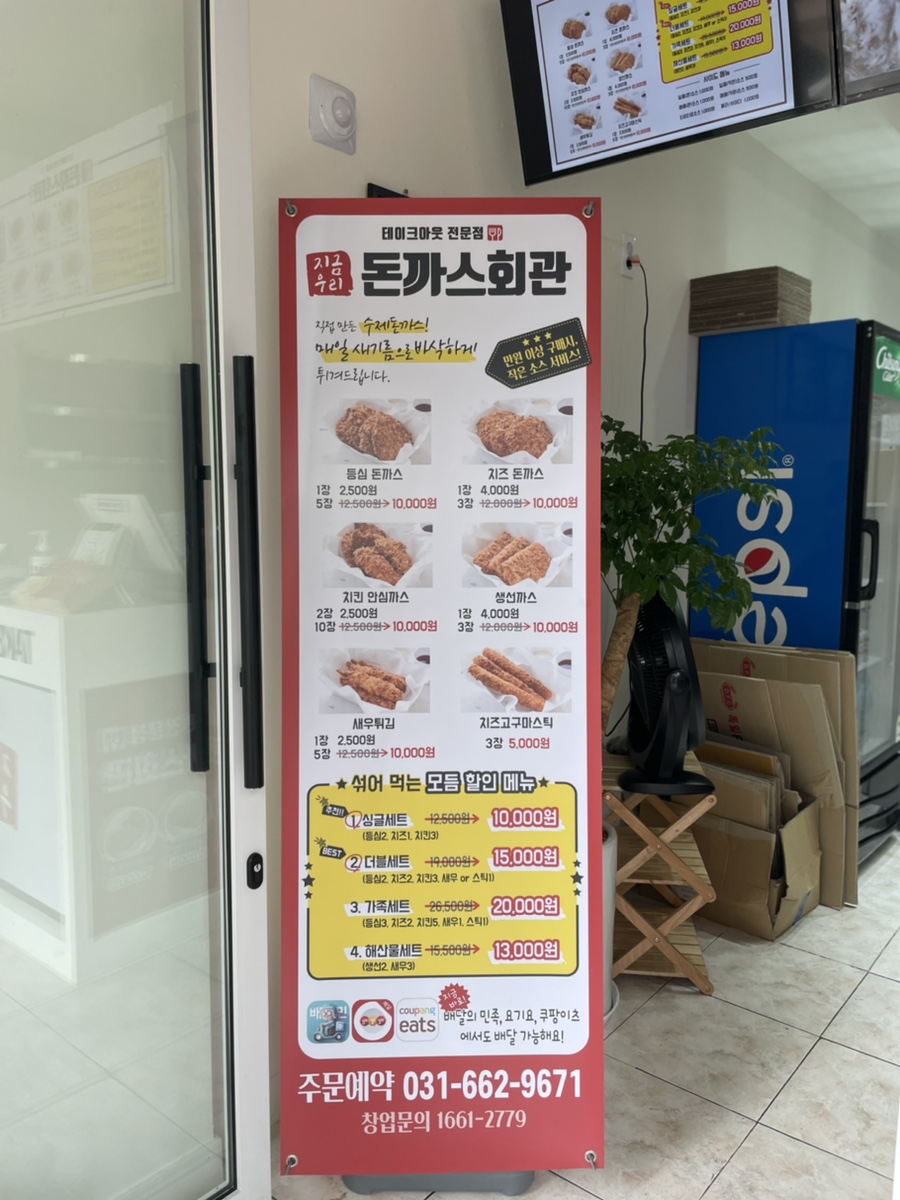 테이크아웃 전문점
지금
우리
돈까스회관
직접 만든 수제돈까스!
매일 새기름으로 바삭하게
튀겨드립니다.
만원 이상 구매시,
작은 소스 서비스!
등심 돈까스
1장 2,500원
5장 12,500원 10,000원
치즈 돈까스
1장 4,000원
3장 12,000원 10,000원
치킨 안심까스
2장 2,500원
10장 12,500원 10,000원
생선까스
1장 4,000원
3장 12,000원 10,000원
새우튀김
1장 2,500원
5장 12,500원 10,000원
치즈고구마스틱
3장 5,000원
섞어 먹는 모듬 할인 메뉴
추천!!
1 싱글세트 12,500원 10,000원
(등심2, 치즈1, 치킨3)
BEST
2 더블세트 19,000원 15,000원
(등심2, 치즈2, 치킨3, 새우 or 스틱1)
3. 가족세트 26,500원 20,000원
(등심3, 치즈2, 치킨5, 새우1, 스틱1)
4. 해산물세트 15,500원 13,000원
(생선2, 새우3)
coupang
eats
지금
바로!
배달의 민족, 요기요, 쿠팡이츠
에서도 배달 가능해요!
주문예약 031-662-9671
창업문의 1661-2779
15,000원
20,000원
13,000원
사이드 메뉴
epsi
®